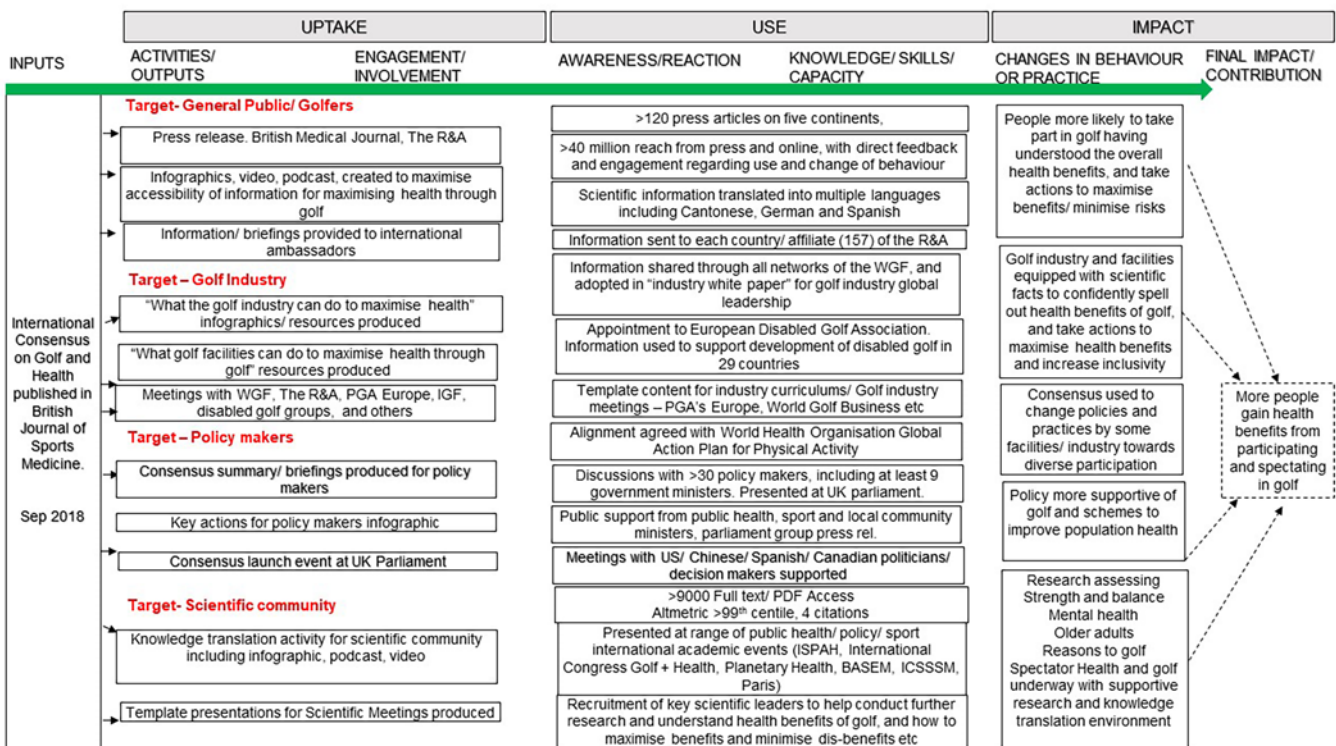 UPTAKE
USE
IMPACT
INPUTS
ACTIVITIES/
OUTPUTS
ENGAGEMENT/
INVOLVEMENT
AWARENESS/REACTION
KNOWLEDGE/ SKILLS/
CAPACITY
CHANGES IN BEHAVIOUR
OR PRACTICE
FINAL IMPACT/
CONTRIBUTION
International
Consensus
on Golf and
Health
published in
British
Journal of
Sports
Medicine.
Sep 2018
Target- General Public/ Golfers
Press release. British Medical Journal, The R&A
Infographics, video, podcast, created to maximise
accessibility of information for maximising health through
golf
Information/ briefings provided to international
ambassadors
Target – Golf Industry
"What the golf industry can do to maximise health"
infographics/ resources produced
"What golf facilities can do to maximise health through
golf" resources produced
Meetings with WGF, The R&A, PGA Europe, IGF,
disabled golf groups, and others
Target – Policy makers
Consensus summary/ briefings produced for policy
makers
Key actions for policy makers infographic
Consensus launch event at UK Parliament
Target- Scientific community
Knowledge translation activity for scientific community
including infographic, podcast, video
Template presentations for Scientific Meetings produced
>120 press articles on five continents,
>40 million reach from press and online, with direct feedback
and engagement regarding use and change of behaviour
Scientific information translated into multiple languages
including Cantonese, German and Spanish
Information sent to each country/ affiliate (157) of the R&A
Information shared through all networks of the WGF, and
adopted in "industry white paper" for golf industry global
leadership
Appointment to European Disabled Golf Association.
Information used to support development of disabled golf in
29 countries
Template content for industry curriculums/ Golf industry
meetings – PGA's Europe, World Golf Business etc
Alignment agreed with World Health Organisation Global
Action Plan for Physical Activity
Discussions with >30 policy makers, including at least 9
government ministers. Presented at UK parliament.
Public support from public health, sport and local community
ministers, parliament group press rel.
Meetings with US/ Chinese/ Spanish/ Canadian politicians/
decision makers supported
>9000 Full text/ PDF Access
Altmetric >99th centile, 4 citations
Presented at range of public health/ policy/ sport
international academic events (ISPAH, International
Congress Golf + Health, Planetary Health, BASEM, ICSSSM,
Paris)
Recruitment of key scientific leaders to help conduct further
research and understand health benefits of golf, and how to
maximise benefits and minimise dis-benefits etc
People more likely to take
part in golf having
understood the overall
health benefits, and take
actions to maximise
benefits/ minimise risks
Golf industry and facilities
equipped with scientific
facts to confidently spell
out health benefits of golf,
and take actions to
maximise health benefits
and increase inclusivity
Consensus used to
change policies and
practices by some
facilities/ industry towards
diverse participation
Policy more supportive of
golf and schemes to
improve population health
Research assessing
Strength and balance
Mental health
Older adults
Reasons to golf
Spectator Health and golf
underway with supportive
research and knowledge
translation environment
More people
gain health
benefits from
participating
and spectating
in golf